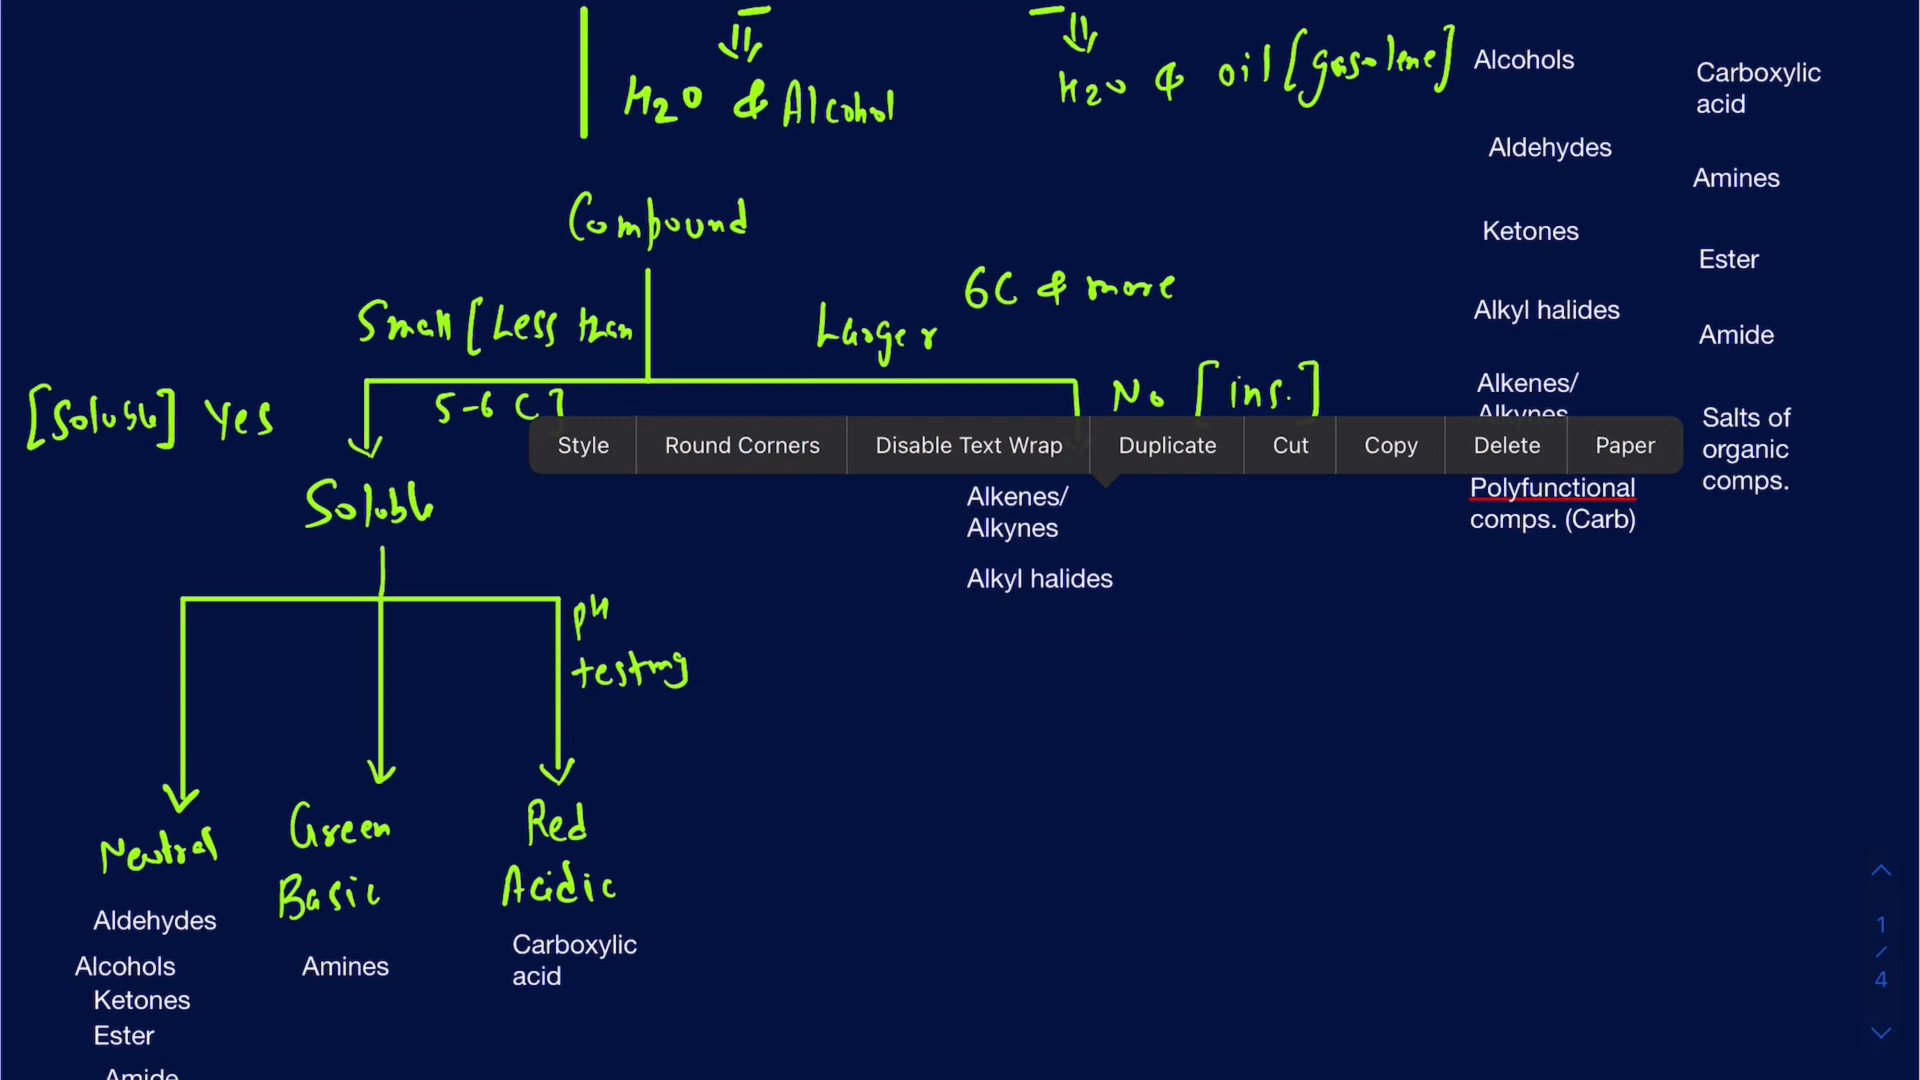 H2O & Alcohol
H2O & oil [gasolene]
Alcohols
Carboxylic
acid
Aldehydes
Amines
Compound
Ketones
Ester
6C & more
Small [Less than
Larger
Alkyl halides
Amide
[Soluble] Yes
5-6 C]
No [ins.]
Alkenes/
Alkynes
Salts of
organic
comps.
Style
Round Corners
Disable Text Wrap
Duplicate
Cut
Copy
Delete
Paper
Soluble
Alkenes/
Alkynes
Polyfunctional
comps. (Carb)
Alkyl halides
pH
testing
Neutral
Green
Basic
Red
Acidic
Aldehydes
Alcohols
Ketones
Ester
Amide
Amines
Carboxylic
acid
1
/
4